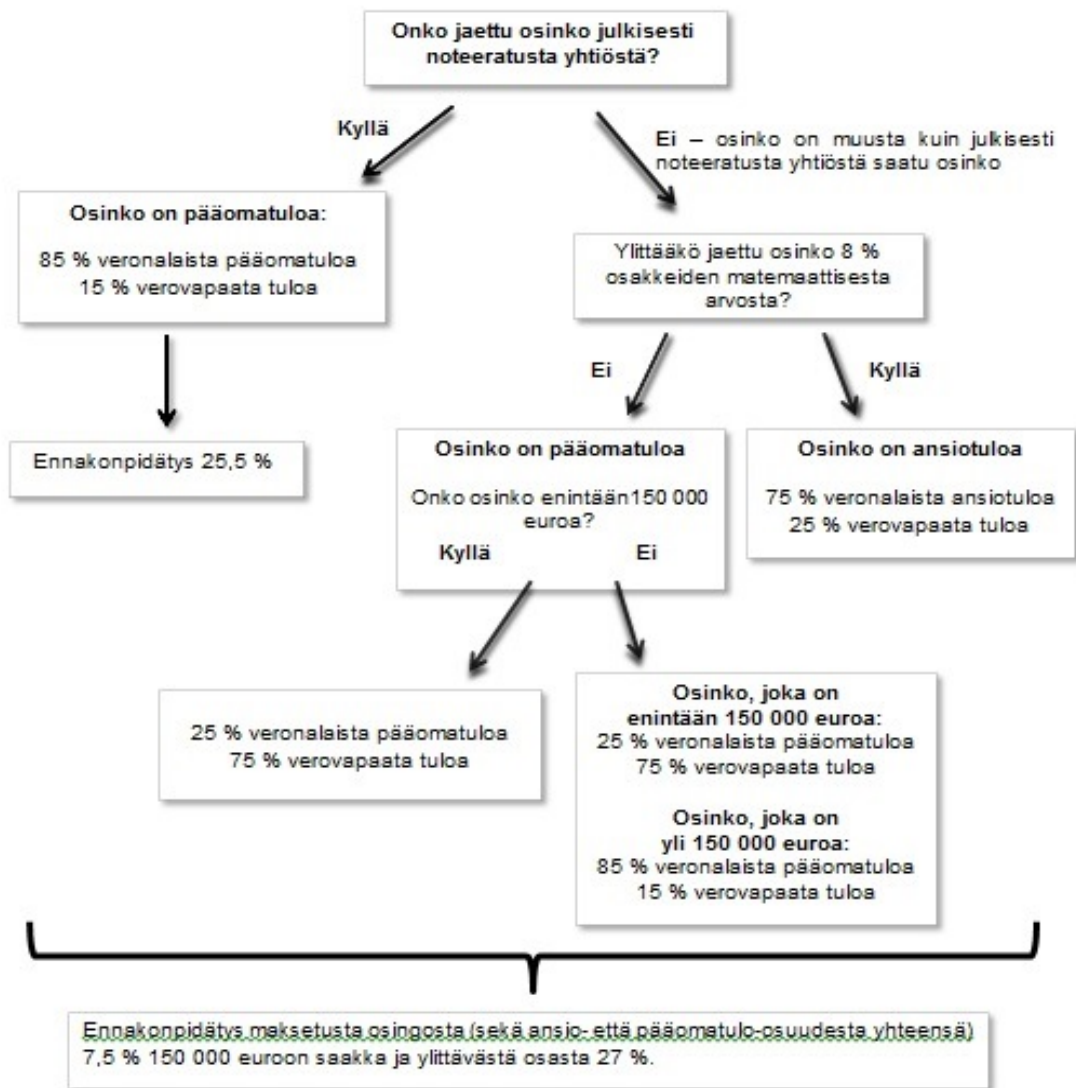 Onko jaettu osinko julkisesti
noteeratusta yhtiöstä?
Kyllä
Ei – osinko on muusta kuin julkisesti
noteeratusta yhtiöstä saatu osinko
Osinko on pääomatuloa:
85 % veronalaista pääomatuloa
15 % verovapaata tuloa
Ylittääkö jaettu osinko 8 %
osakkeiden matemaattisesta
arvosta?
Ei
Kyllä
Ennakonpidätys 25,5 %
Osinko on pääomatuloa
Onko osinko enintään150 000
euroa?
Kyllä
Ei
Osinko on ansiotuloa
75 % veronalaista ansiotuloa
25 % verovapaata tuloa
25 % veronalaista pääomatuloa
75 % verovapaata tuloa
Osinko, joka on
enintään 150 000 euroa:
25 % veronalaista pääomatuloa
75 % verovapaata tuloa
Osinko, joka on
yli 150 000 euroa:
85 % veronalaista pääomatuloa
15 % verovapaata tuloa
Ennakonpidätys maksetusta osingosta (sekä ansio- että pääomatulo-osuudesta yhteensä)
7,5 % 150 000 euroon saakka ja ylittävästä osasta 27 %.